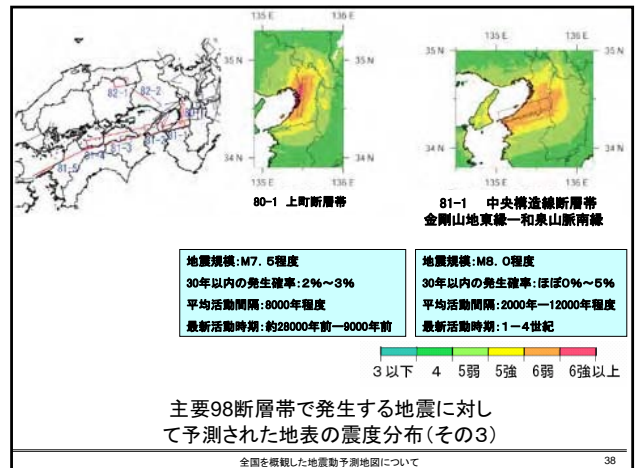 135 E 136 E
135 E 136 E
35 N 35 N
35 N 35 N
34 N 34 N
34 N 34 N
135 E 136 E
135 E 136 E
82-1
82-2
81-3
81-4
81-5
80-1 上町断層帯
81-1 中央構造線断層帯
金剛山地東縁ー和泉山脈南縁
地震規模:M7.5程度
30年以内の発生確率:2%〜3%
平均活動間隔:8000年程度
最新活動時期:約28000年前ー9000年前
地震規模:M8.0程度
30年以内の発生確率:ほぼ0%〜5%
平均活動間隔:2000年ー12000年程度
最新活動時期:1ー4世紀
3以下 4 5弱 5強 6弱 6強以上
主要98断層帯で発生する地震に対し
て予測された地表の震度分布(その3)
全国を概観した地震動予測地図について 38